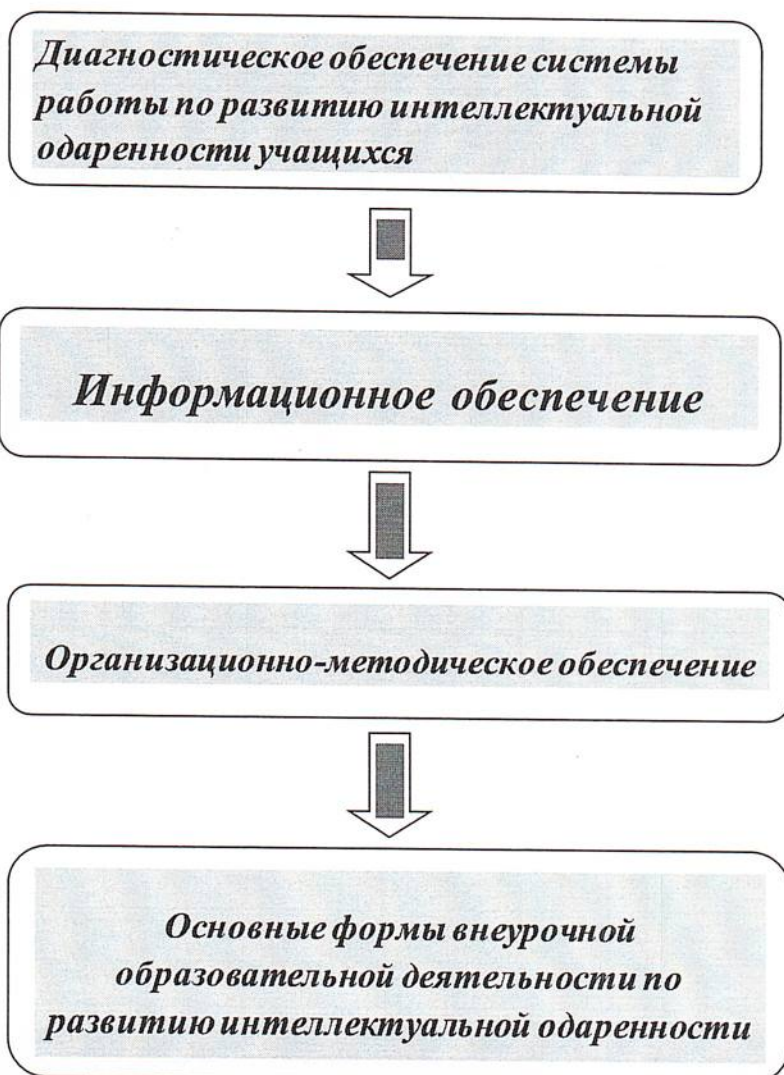 Диагностическое обеспечение системы
работы по развитию интеллектуальной
одаренности учащихся
Информационное обеспечение
Организационно-методическое обеспечение
Основные формы внеурочной
образовательной деятельности по
развитию интеллектуальной одаренности